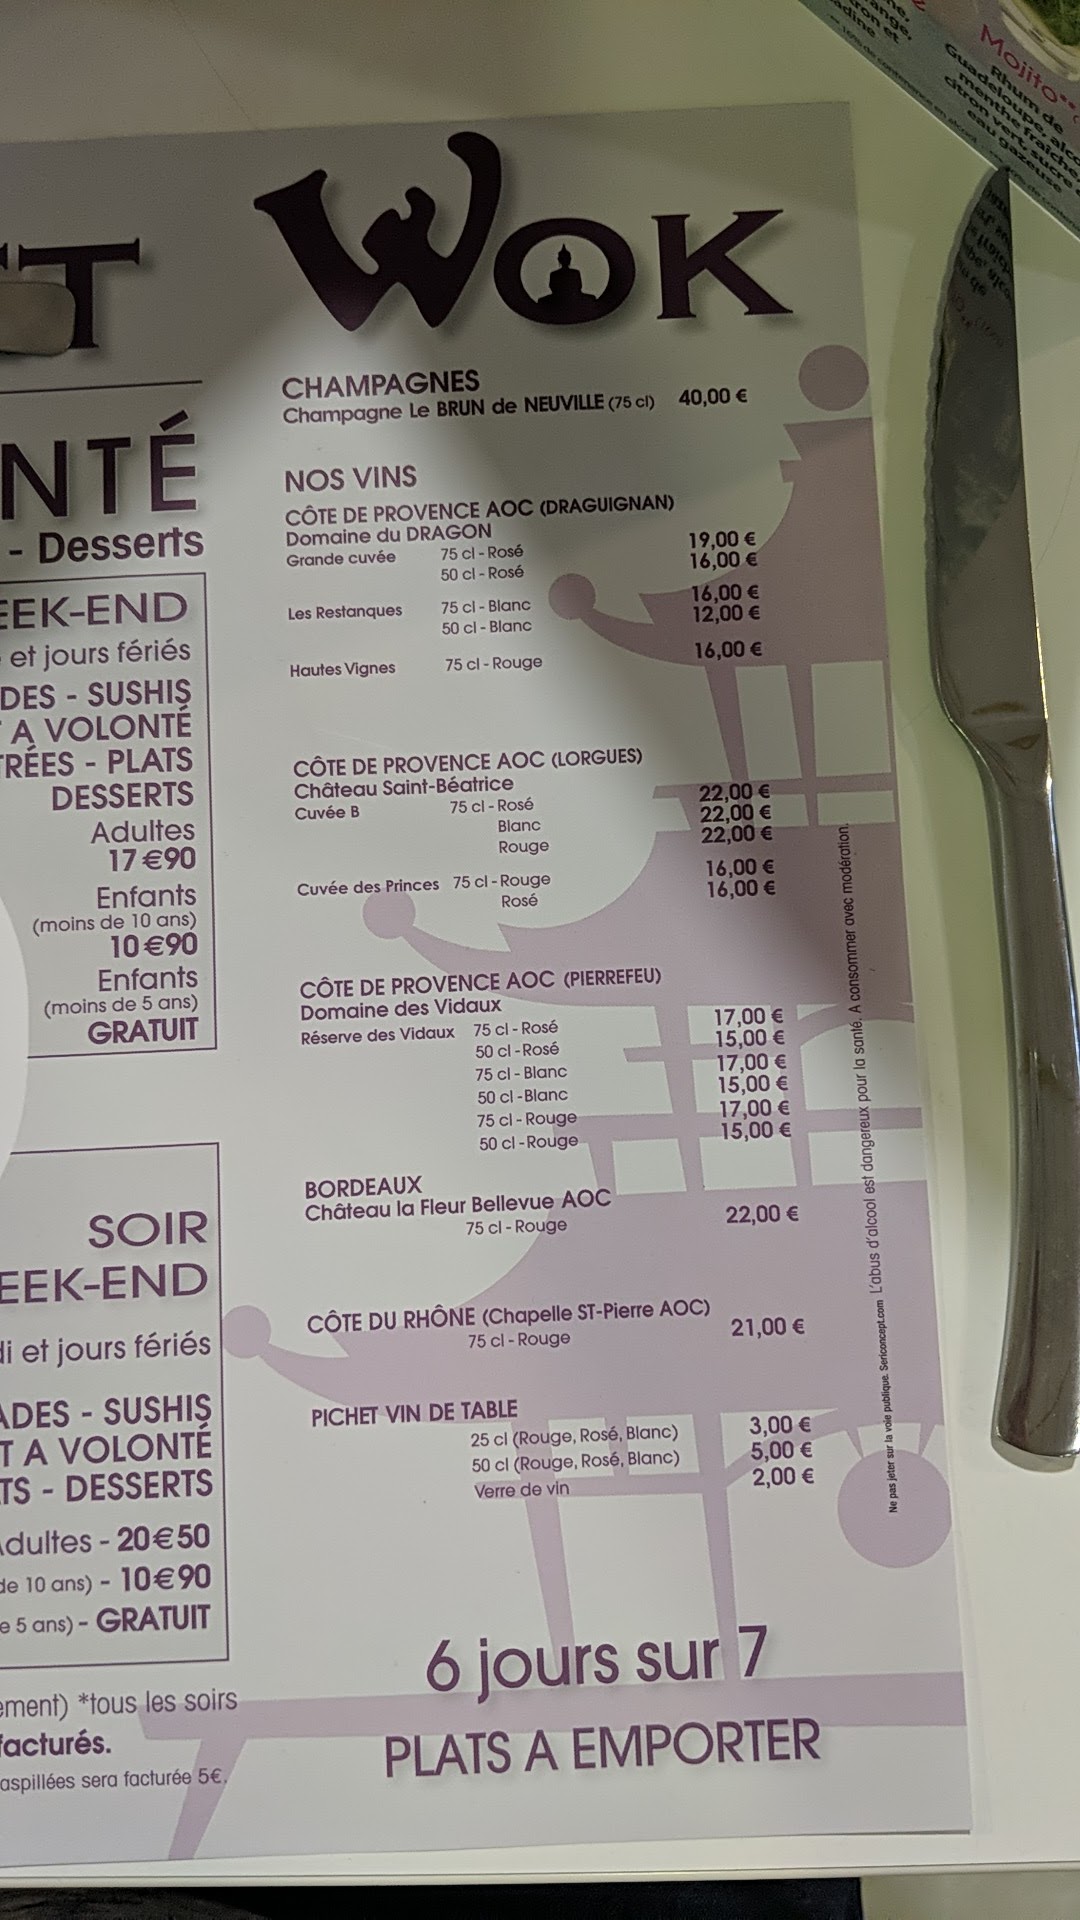 T
WOK
NTÉ
- Desserts
EEK-END
et jours fériés
DES - SUSHIS
T A VOLONTÉ
TRÉES - PLATS
DESSERTS
Adultes
17€90
Enfants
(moins de 10 ans)
10€90
Enfants
(moins de 5 ans)
GRATUIT
SOIR
EEK-END
di et jours fériés
ADES - SUSHIS
T A VOLONTÉ
TS - DESSERTS
Adultes - 20€50
de 10 ans) - 10€90
e 5 ans) - GRATUIT
ement) *tous les soirs
facturés.
aspillées sera facturée 5€.
CHAMPAGNES
Champagne Le BRUN de NEUVILLE (75 cl) 40,00 €
NOS VINS
CÔTE DE PROVENCE AOC (DRAGUIGNAN)
Domaine du DRAGON
Grande cuvée 75 cl - Rosé 19,00 €
50 cl - Rosé 16,00 €
Les Restanques 75 cl - Blanc 16,00 €
50 cl - Blanc 12,00 €
Hautes Vignes 75 cl - Rouge 16,00 €
CÔTE DE PROVENCE AOC (LORGUES)
Château Saint-Béatrice
Cuvée B 75 cl - Rosé 22,00 €
Blanc 22,00 €
Rouge 22,00 €
Cuvée des Princes 75 cl - Rouge 16,00 €
Rosé 16,00 €
CÔTE DE PROVENCE AOC (PIERREFEU)
Domaine des Vidaux
Réserve des Vidaux 75 cl - Rosé 17,00 €
50 cl - Rosé 15,00 €
75 cl - Blanc 17,00 €
50 cl - Blanc 15,00 €
75 cl - Rouge 17,00 €
50 cl - Rouge 15,00 €
BORDEAUX
Château la Fleur Bellevue AOC
75 cl - Rouge 22,00 €
CÔTE DU RHÔNE (Chapelle ST-Pierre AOC)
75 cl - Rouge 21,00 €
PICHET VIN DE TABLE
25 cl (Rouge, Rosé, Blanc) 3,00 €
50 cl (Rouge, Rosé, Blanc) 5,00 €
Verre de vin 2,00 €
6 jours sur 7
PLATS A EMPORTER
Ne pas jeter sur la voie publique. Sericoncept.com L'abus d'alcool est dangereux pour la santé. A consommer avec modération.
Mojito**
Rhum de
Guadeloupe,
menthe fraîche,
citron vert, sucre
eau gazeuse